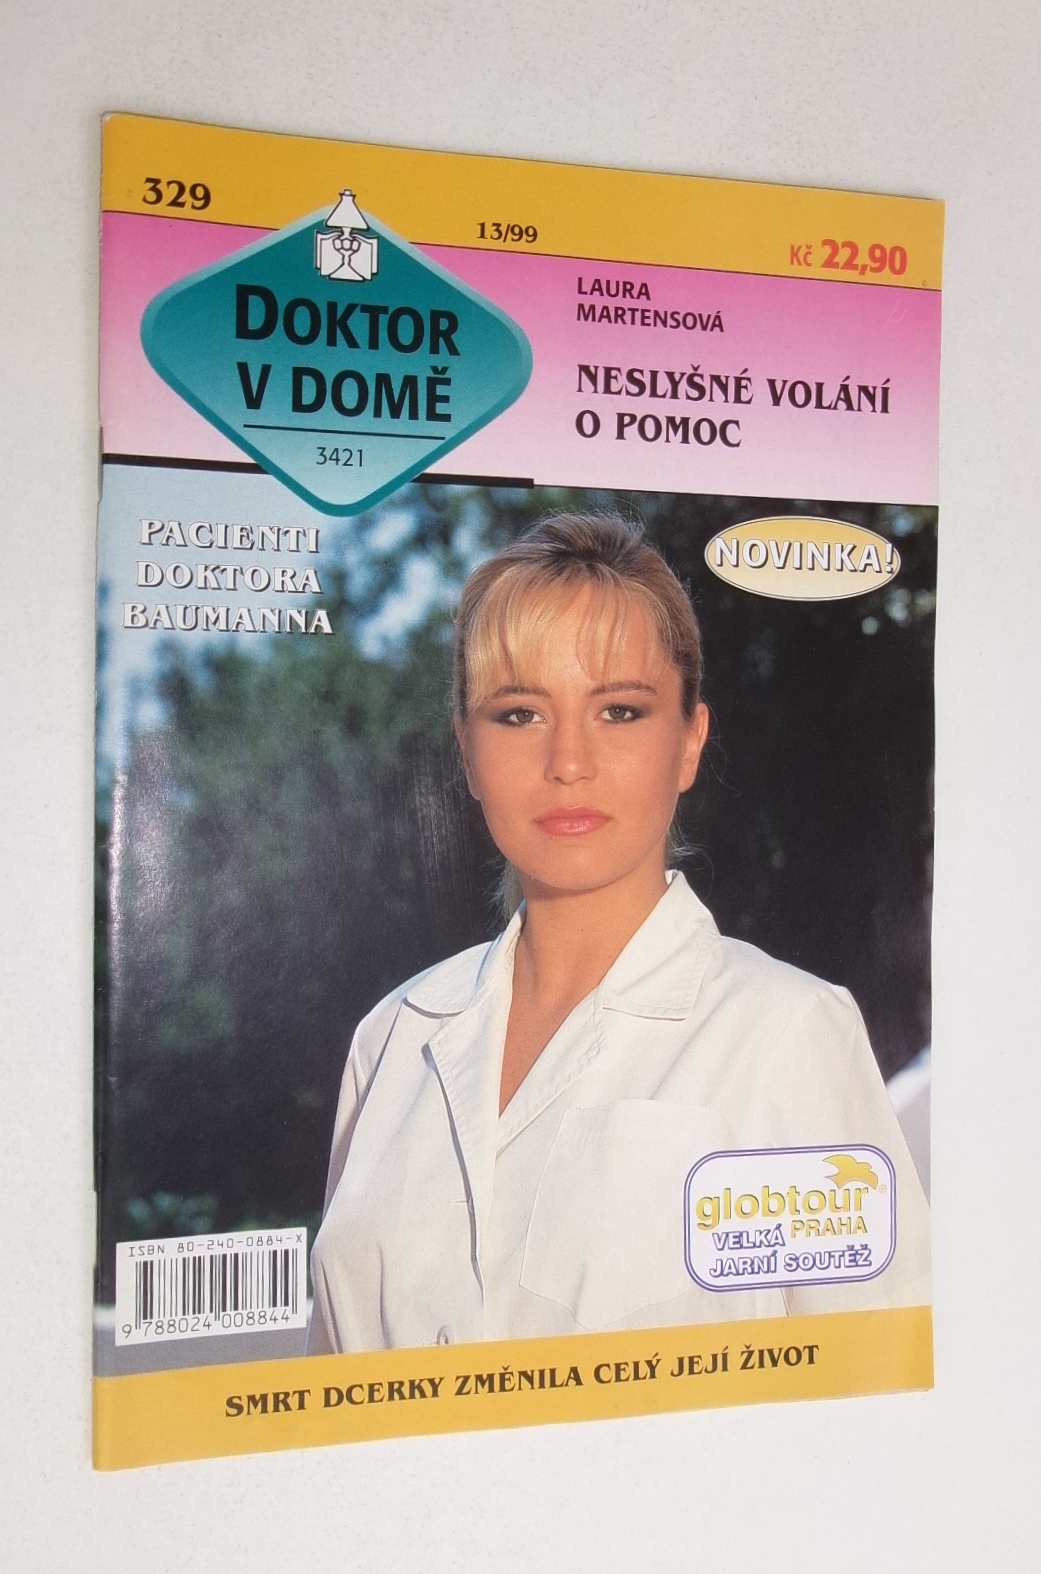 329
13/99
Kč 22,90
DOKTOR
V DOMĚ
3421
LAURA
MARTENSOVÁ
NESLYŠNÉ VOLÁNÍ
O POMOC
PACIENTI
DOKTORA
BAUMANNA
NOVINKA!
globtour®
PRAHA
VELKÁ
JARNÍ SOUTĚŽ
ISBN 80-240-0884-X
9 788024 008844
SMRT DCERKY ZMĚNILA CELÝ JEJÍ ŽIVOT